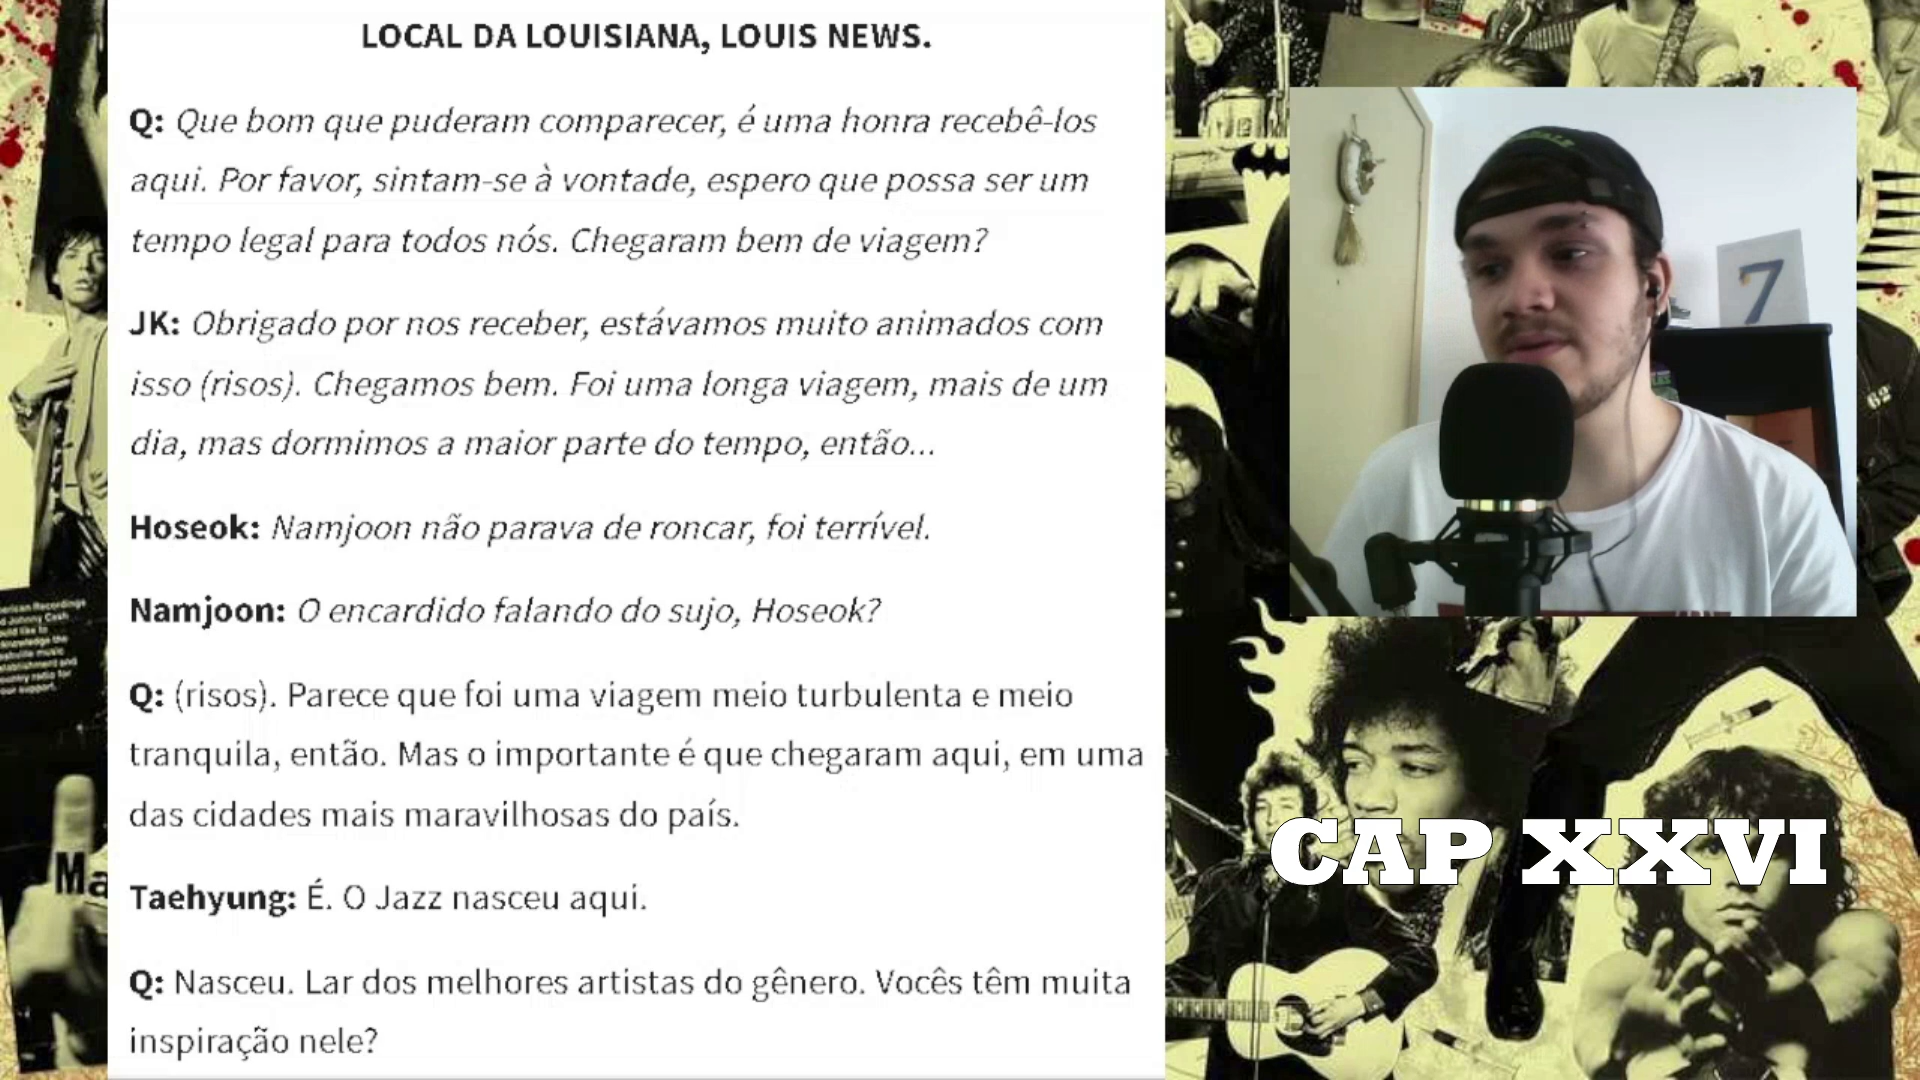 LOCAL DA LOUISIANA, LOUIS NEWS.
Q: Que bom que puderam comparecer, é uma honra recebê-los
aqui. Por favor, sintam-se à vontade, espero que possa ser um
tempo legal para todos nós. Chegaram bem de viagem?
JK: Obrigado por nos receber, estávamos muito animados com
isso (risos). Chegamos bem. Foi uma longa viagem, mais de um
dia, mas dormimos a maior parte do tempo, então...
Hoseok: Namjoon não parava de roncar, foi terrível.
Namjoon: O encardido falando do sujo, Hoseok?
Q: (risos). Parece que foi uma viagem meio turbulenta e meio
tranquila, então. Mas o importante é que chegaram aqui, em uma
das cidades mais maravilhosas do país.
Taehyung: É. O Jazz nasceu aqui.
Q: Nasceu. Lar dos melhores artistas do gênero. Vocês têm muita
inspiração nele?
7
62
CAP XXVI
Ma